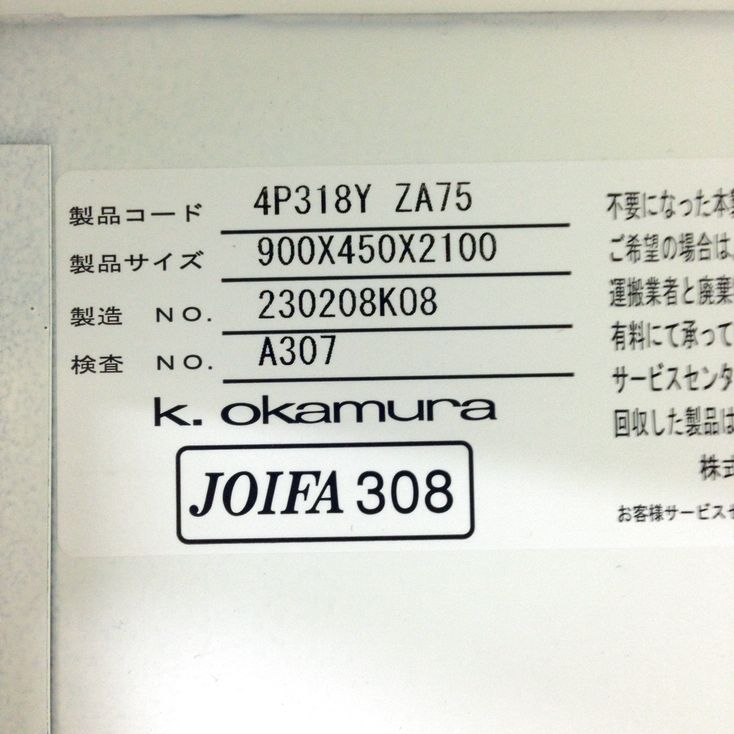 製品コード 4P318Y ZA75
製品サイズ 900X450X2100
製造 NO. 230208K08
検査 NO. A307
k. okamura
JOIFA 308
不要になった本製
ご希望の場合は、
運搬業者と廃棄
有料にて承って
サービスセンタ
回収した製品は
株式
お客様サービスセ